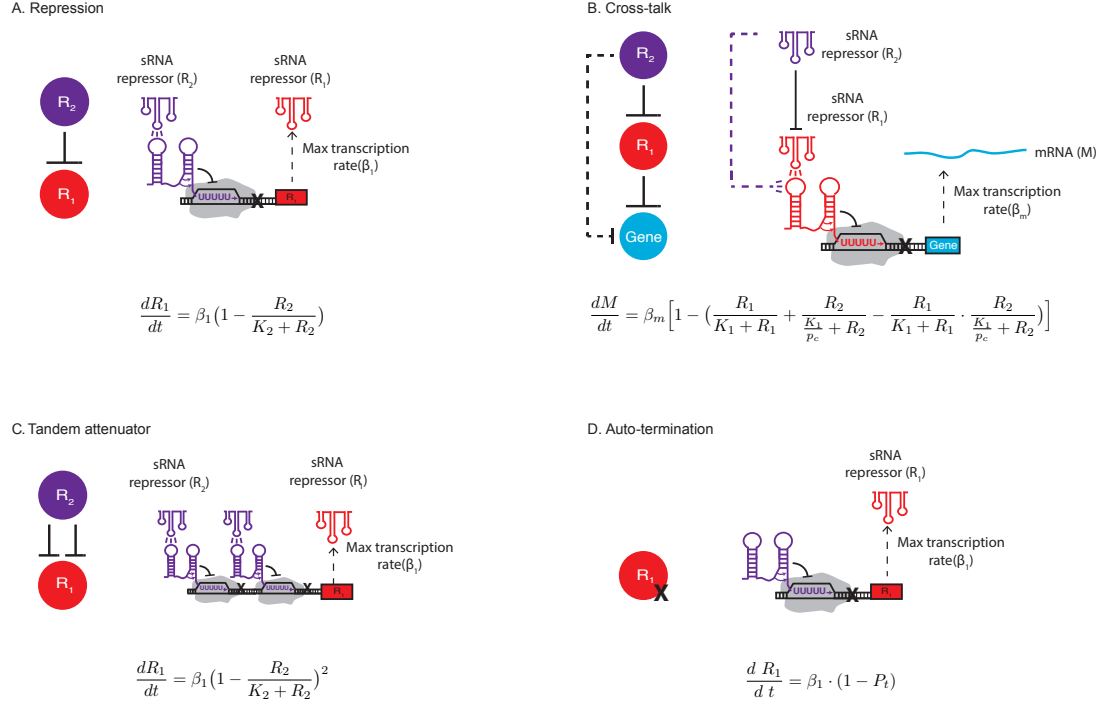 A. Repression
sRNA
repressor (R₂)
sRNA
repressor (R₁)
R₂
R₁
Max transcription
rate(β₁)
UUUUU
X
R₁
dR₁/dt = β₁(1 − R₂/(K₂ + R₂))
B. Cross-talk
R₂
R₁
Gene
sRNA
repressor (R₂)
sRNA
repressor (R₁)
mRNA (M)
Max transcription
rate(βₘ)
UUUUU
X
Gene
dM/dt = βₘ[1 − (R₁/(K₁ + R₁) + R₂/(K₁/p_c + R₂) − R₁/(K₁ + R₁) · R₂/(K₁/p_c + R₂))]
C. Tandem attenuator
R₂
R₁
sRNA
repressor (R₂)
sRNA
repressor (R₁)
Max transcription
rate(β₁)
UUUUU
X
UUUUU
X
R₁
dR₁/dt = β₁(1 − R₂/(K₂ + R₂))²
D. Auto-termination
R₁
X
sRNA
repressor (R₁)
Max transcription
rate(β₁)
UUUUU
X
R₁
d R₁/d t = β₁ · (1 − Pₜ)